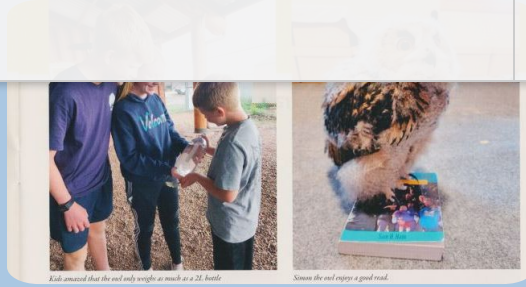 Kids amazed that the owl only weighs as much as a 2L bottle
Simon the owl enjoys a good read.